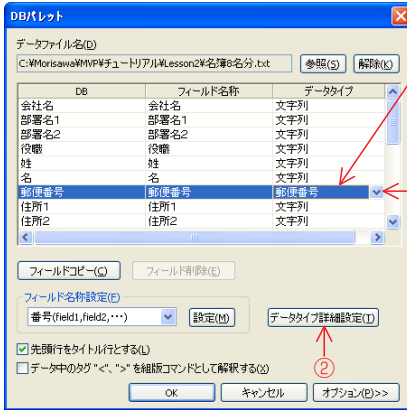 DBパレット
データファイル名(D)
C:¥Morisawa¥MVP¥チュートリアル¥Lesson2¥名簿8名分.txt 参照(S) 解除(K)
DB フィールド名称 データタイプ
会社名 会社名 文字列
部署名1 部署名1 文字列
部署名2 部署名2 文字列
役職 役職 文字列
姓 姓 文字列
名 名 文字列
郵便番号 郵便番号 郵便番号
住所1 住所1 文字列
住所2 住所2 文字列
フィールドコピー(C) フィールド削除(E)
フィールド名称設定(F)
番号(field1,field2,･･･) 設定(M) データタイプ詳細設定(T)
先頭行をタイトル行とする(L)
②
データ中のタグ "<"、">" を組版コマンドとして解釈する(X)
OK キャンセル オプション(P)>>